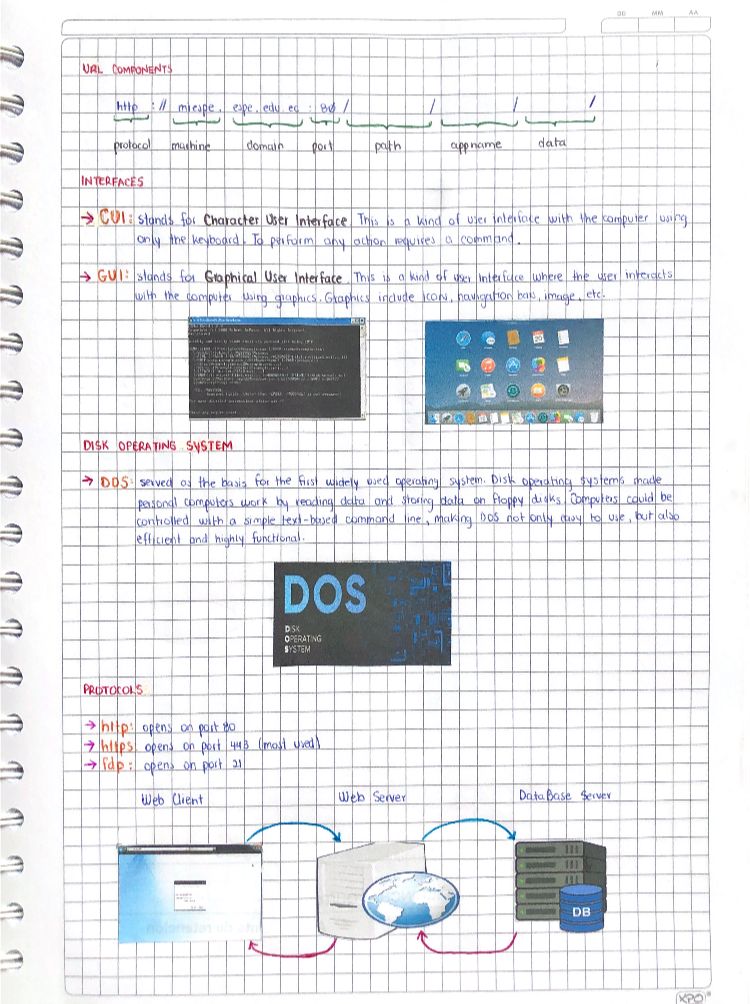 DD MM AA
URL COMPONENTS
http :// miespe. espe.edu.ec : 80 / / / /
protocol machine domain port path appname data
INTERFACES
→ CUI: stands for Character User Interface. This is a kind of user interface with the computer using
only the keyboard. To perform any action requires a command.
→ GUI: stands for Graphical User Interface. This is a kind of user interface where the user interacts
with the computer using graphics. Graphics include icons, navigation bars, image, etc.
DISK OPERATING SYSTEM
→ DOS: served as the basis for the first widely used operating system. Disk operating systems made
personal computers work by reading data and storing data on floppy disks. Computers could be
controlled with a simple text-based command line, making DOS not only easy to use, but also
efficient and highly functional.
DOS
DISK
OPERATING
SYSTEM
PROTOCOLS
→ http: opens on port 80
→ https: opens on port 443 (most used)
→ fdp: opens on port 21
Web Client Web Server DataBase Server
DB
XPO